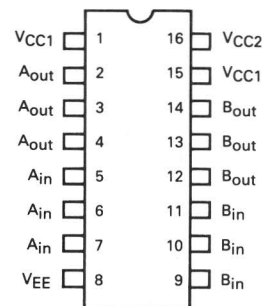 VCC1 1 16 VCC2
Aout 2 15 VCC1
Aout 3 14 Bout
Aout 4 13 Bout
Ain 5 12 Bout
Ain 6 11 Bin
Ain 7 10 Bin
VEE 8 9 Bin